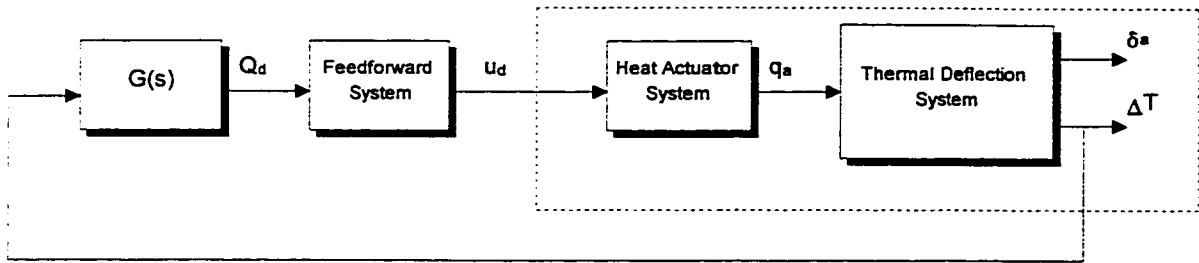 G(s)
Qd
Feedforward
System
ud
Heat Actuator
System
qa
Thermal Deflection
System
δa
ΔT